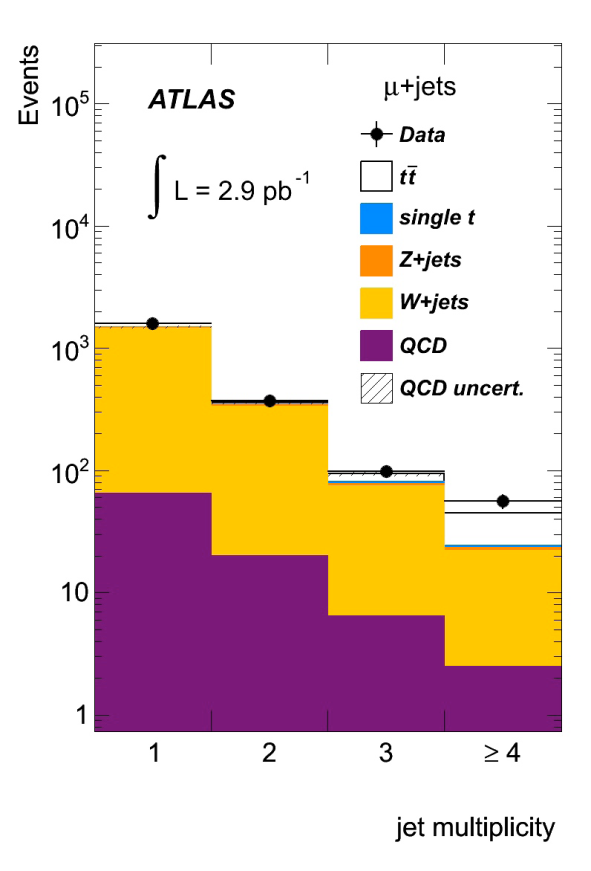 Events
10⁵
10⁴
10³
10²
10
1
ATLAS
∫ L = 2.9 pb⁻¹
μ+jets
Data
tt̄
single t
Z+jets
W+jets
QCD
QCD uncert.
1 2 3 ≥ 4
jet multiplicity